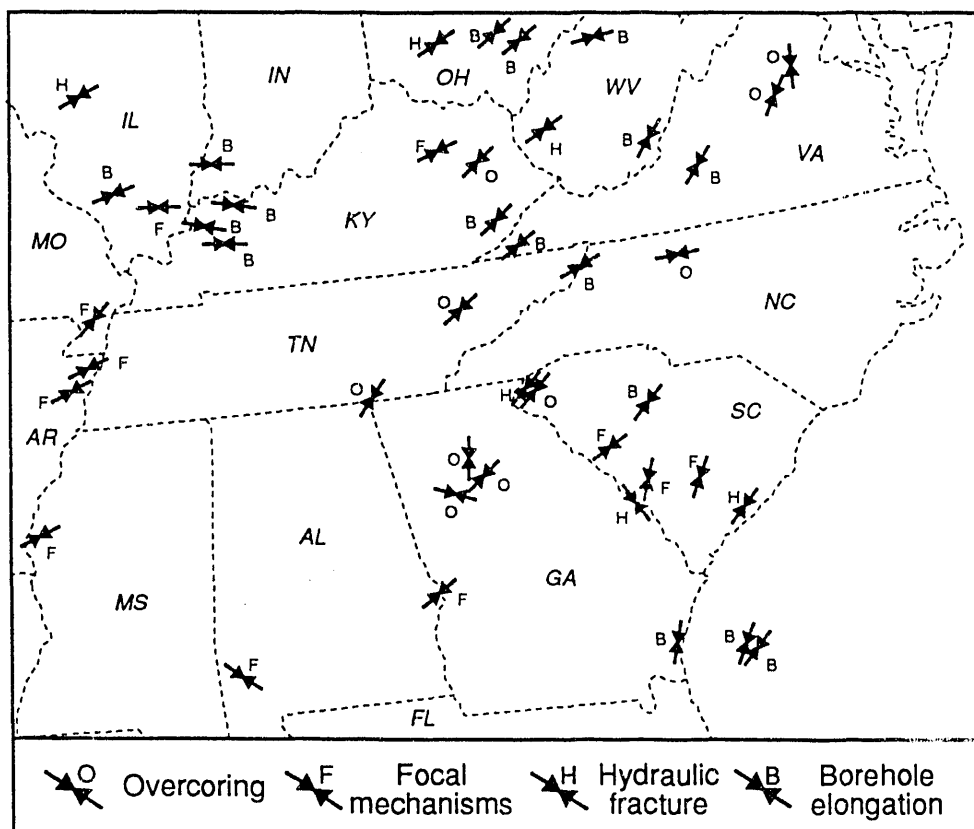 H
B
B
B
O
O
IN
OH
WV
H
IL
H
B
VA
B
F
O
B
B
F
B
B
B
KY
B
B
MO
B
O
NC
F
O
TN
F
F
O
H
O
B
SC
AR
F
O
O
O
F
F
H
H
F
AL
GA
MS
F
B
B
B
F
FL
O
Overcoring
F
Focal
mechanisms
H
Hydraulic
fracture
B
Borehole
elongation